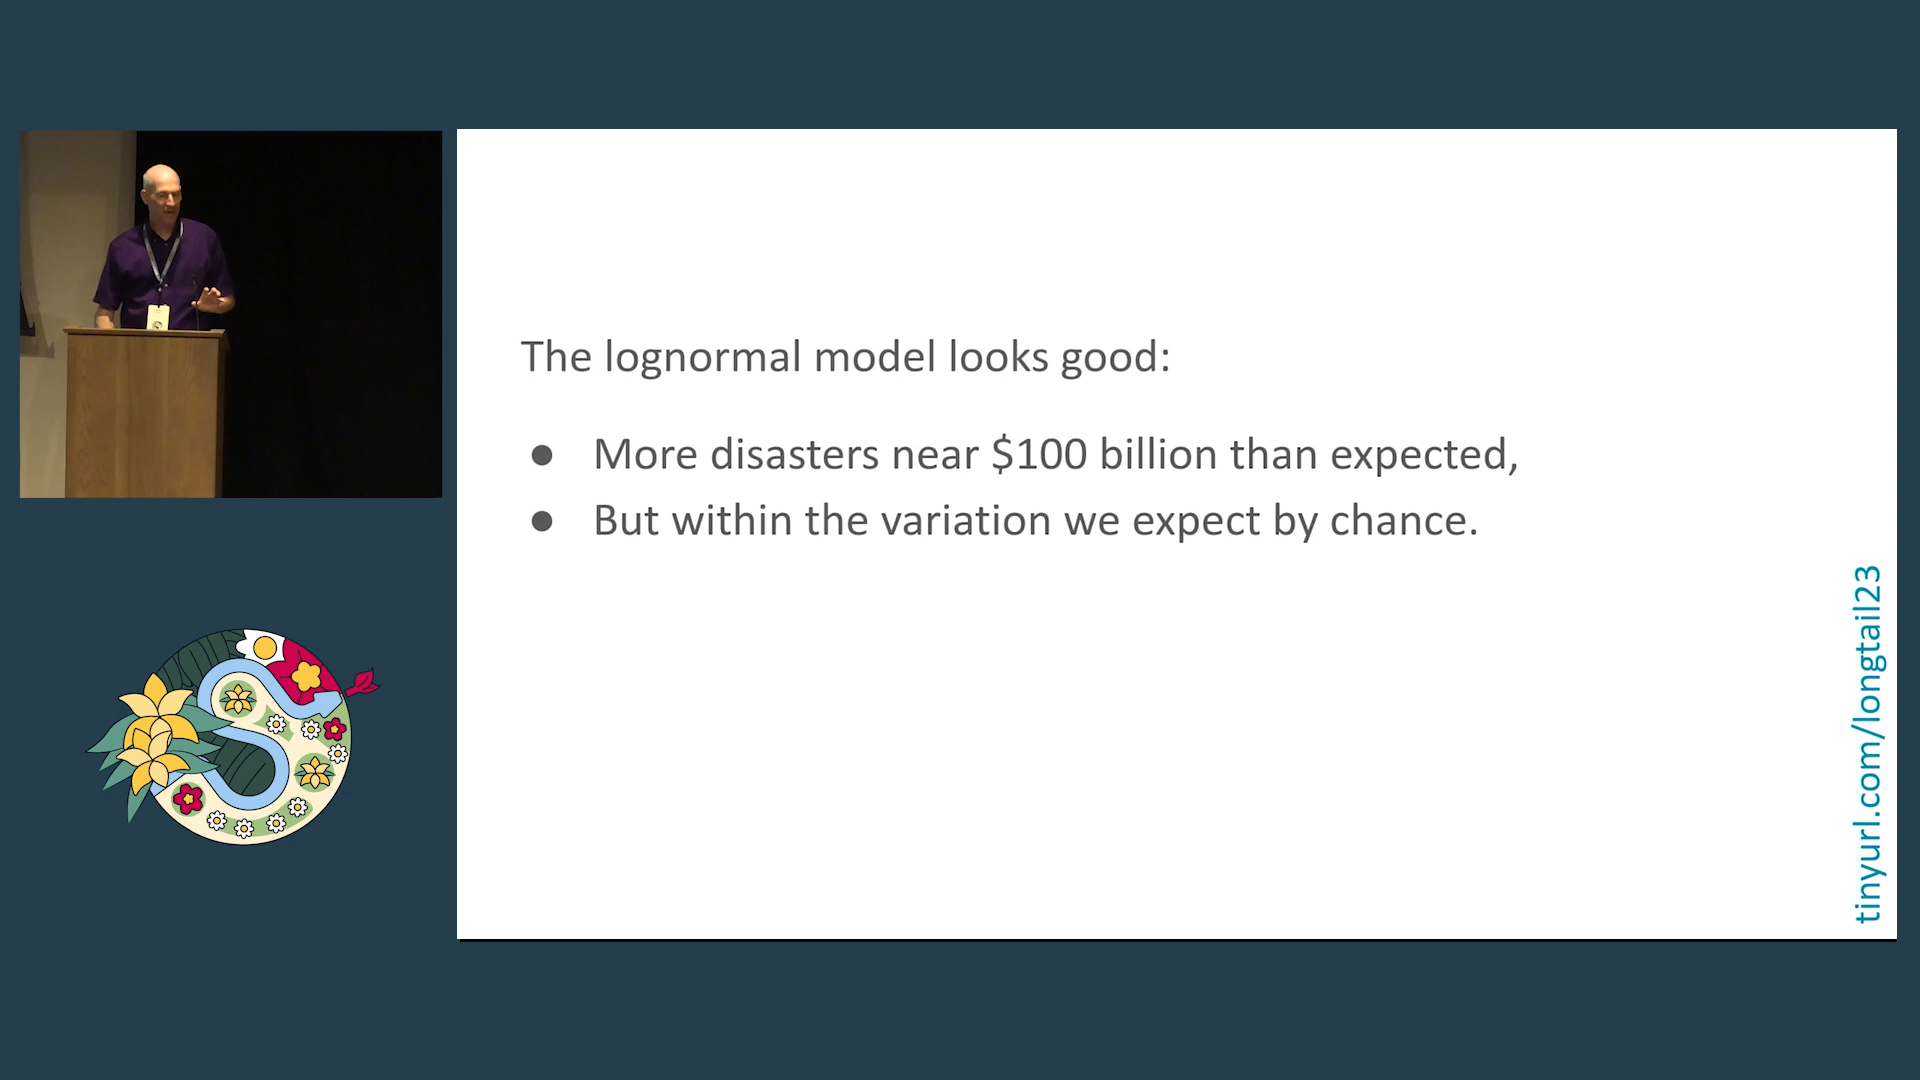 The lognormal model looks good:
● More disasters near $100 billion than expected,
● But within the variation we expect by chance.
tinyurl.com/longtail23